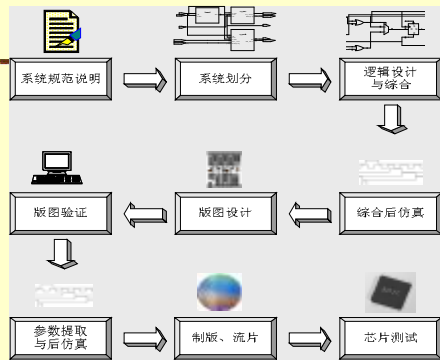 系统规范说明
系统划分
逻辑设计
与综合
综合后仿真
版图设计
版图验证
参数提取
与后仿真
制版、流片
芯片测试